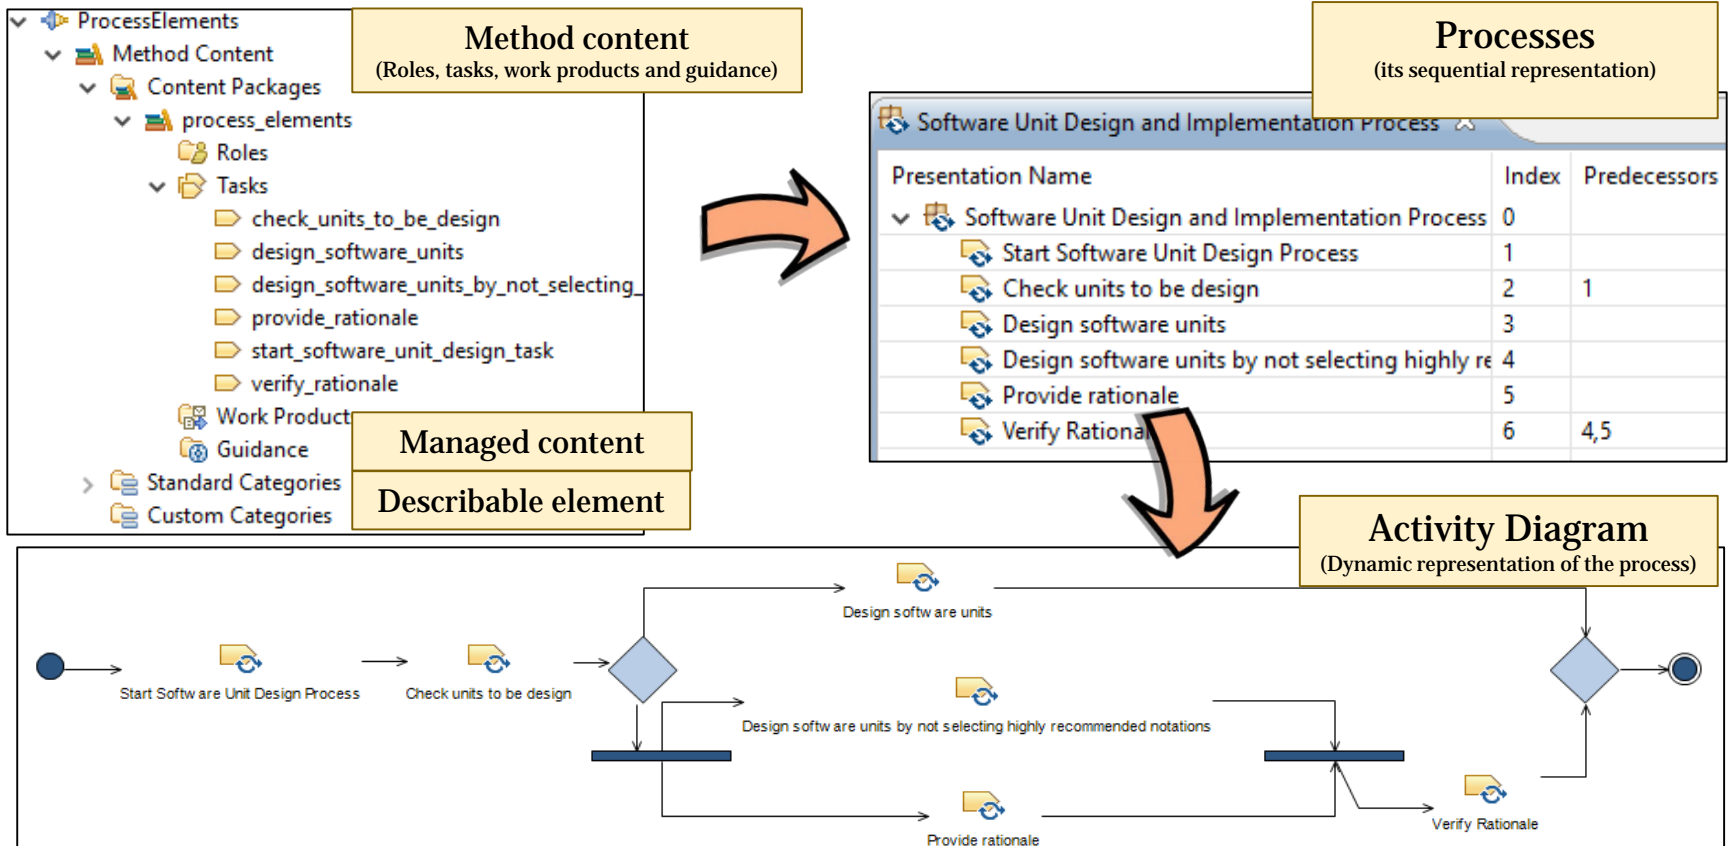 ProcessElements
Method Content
Content Packages
process_elements
Roles
Tasks
check_units_to_be_design
design_software_units
design_software_units_by_not_selecting_
provide_rationale
start_software_unit_design_task
verify_rationale
Work Product
Guidance
Standard Categories
Custom Categories
Method content
(Roles, tasks, work products and guidance)
Managed content
Describable element
Processes
(its sequential representation)
Software Unit Design and Implementation Process
Presentation Name Index Predecessors
Software Unit Design and Implementation Process 0
Start Software Unit Design Process 1
Check units to be design 2 1
Design software units 3
Design software units by not selecting highly re 4
Provide rationale 5
Verify Rational 6 4,5
Activity Diagram
(Dynamic representation of the process)
Design software units
Start Software Unit Design Process
Check units to be design
Design software units by not selecting highly recommended notations
Verify Rationale
Provide rationale